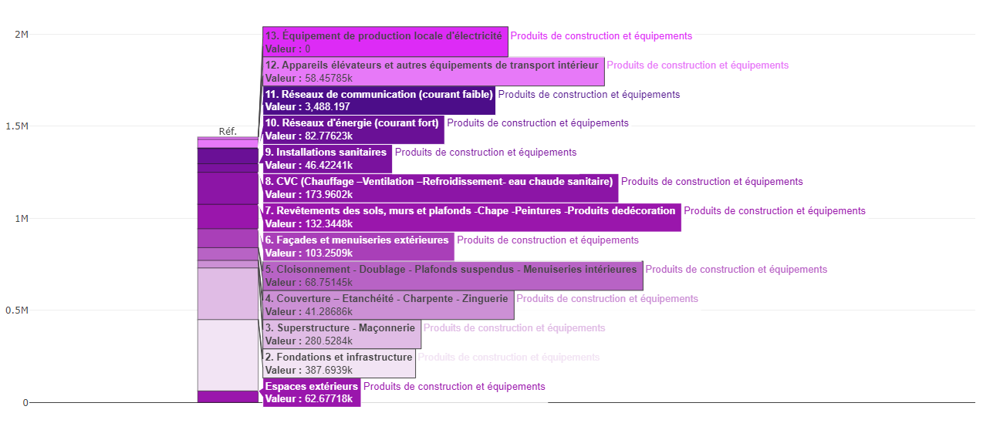 2M
1.5M
1M
0.5M
0
Réf.
13. Équipement de production locale d'électricité Produits de construction et équipements
Valeur : 0
12. Appareils élévateurs et autres équipements de transport intérieur Produits de construction et équipements
Valeur : 58.45785k
11. Réseaux de communication (courant faible) Produits de construction et équipements
Valeur : 3,488.197
10. Réseaux d'énergie (courant fort) Produits de construction et équipements
Valeur : 82.77623k
9. Installations sanitaires Produits de construction et équipements
Valeur : 46.42241k
8. CVC (Chauffage –Ventilation –Refroidissement- eau chaude sanitaire) Produits de construction et équipements
Valeur : 173.9602k
7. Revêtements des sols, murs et plafonds -Chape -Peintures -Produits dedécoration Produits de construction et équipements
Valeur : 132.3448k
6. Façades et menuiseries extérieures Produits de construction et équipements
Valeur : 103.2509k
5. Cloisonnement - Doublage - Plafonds suspendus - Menuiseries intérieures Produits de construction et équipements
Valeur : 68.75145k
4. Couverture – Etanchéité - Charpente - Zinguerie Produits de construction et équipements
Valeur : 41.28686k
3. Superstructure - Maçonnerie Produits de construction et équipements
Valeur : 280.5284k
2. Fondations et infrastructure Produits de construction et équipements
Valeur : 387.6939k
Espaces extérieurs Produits de construction et équipements
Valeur : 62.67718k